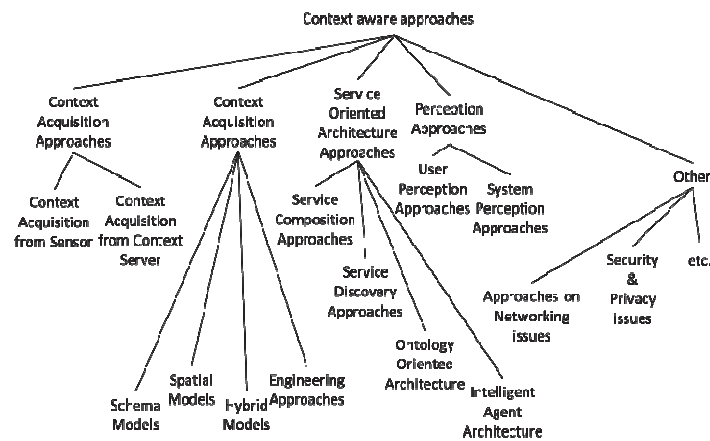 Context aware approaches
Context
Acquisition
Approaches
Context
Acquisition
Approaches
Service
Oriented
Architecture
Approaches
Perception
Approaches
Other
Context
Acquisition
from Sensor
Context
Acquisition
from Context
Server
Service
Composition
Approaches
User
Perception
Approaches
System
Perception
Approaches
Service
Discovery
Approaches
Approaches on
Networking
issues
Security
&
Privacy
issues
etc.
Schema
Models
Spatial
Models
Hybrid
Models
Engineering
Approaches
Ontology
Oriented
Architecture
Intelligent
Agent
Architecture